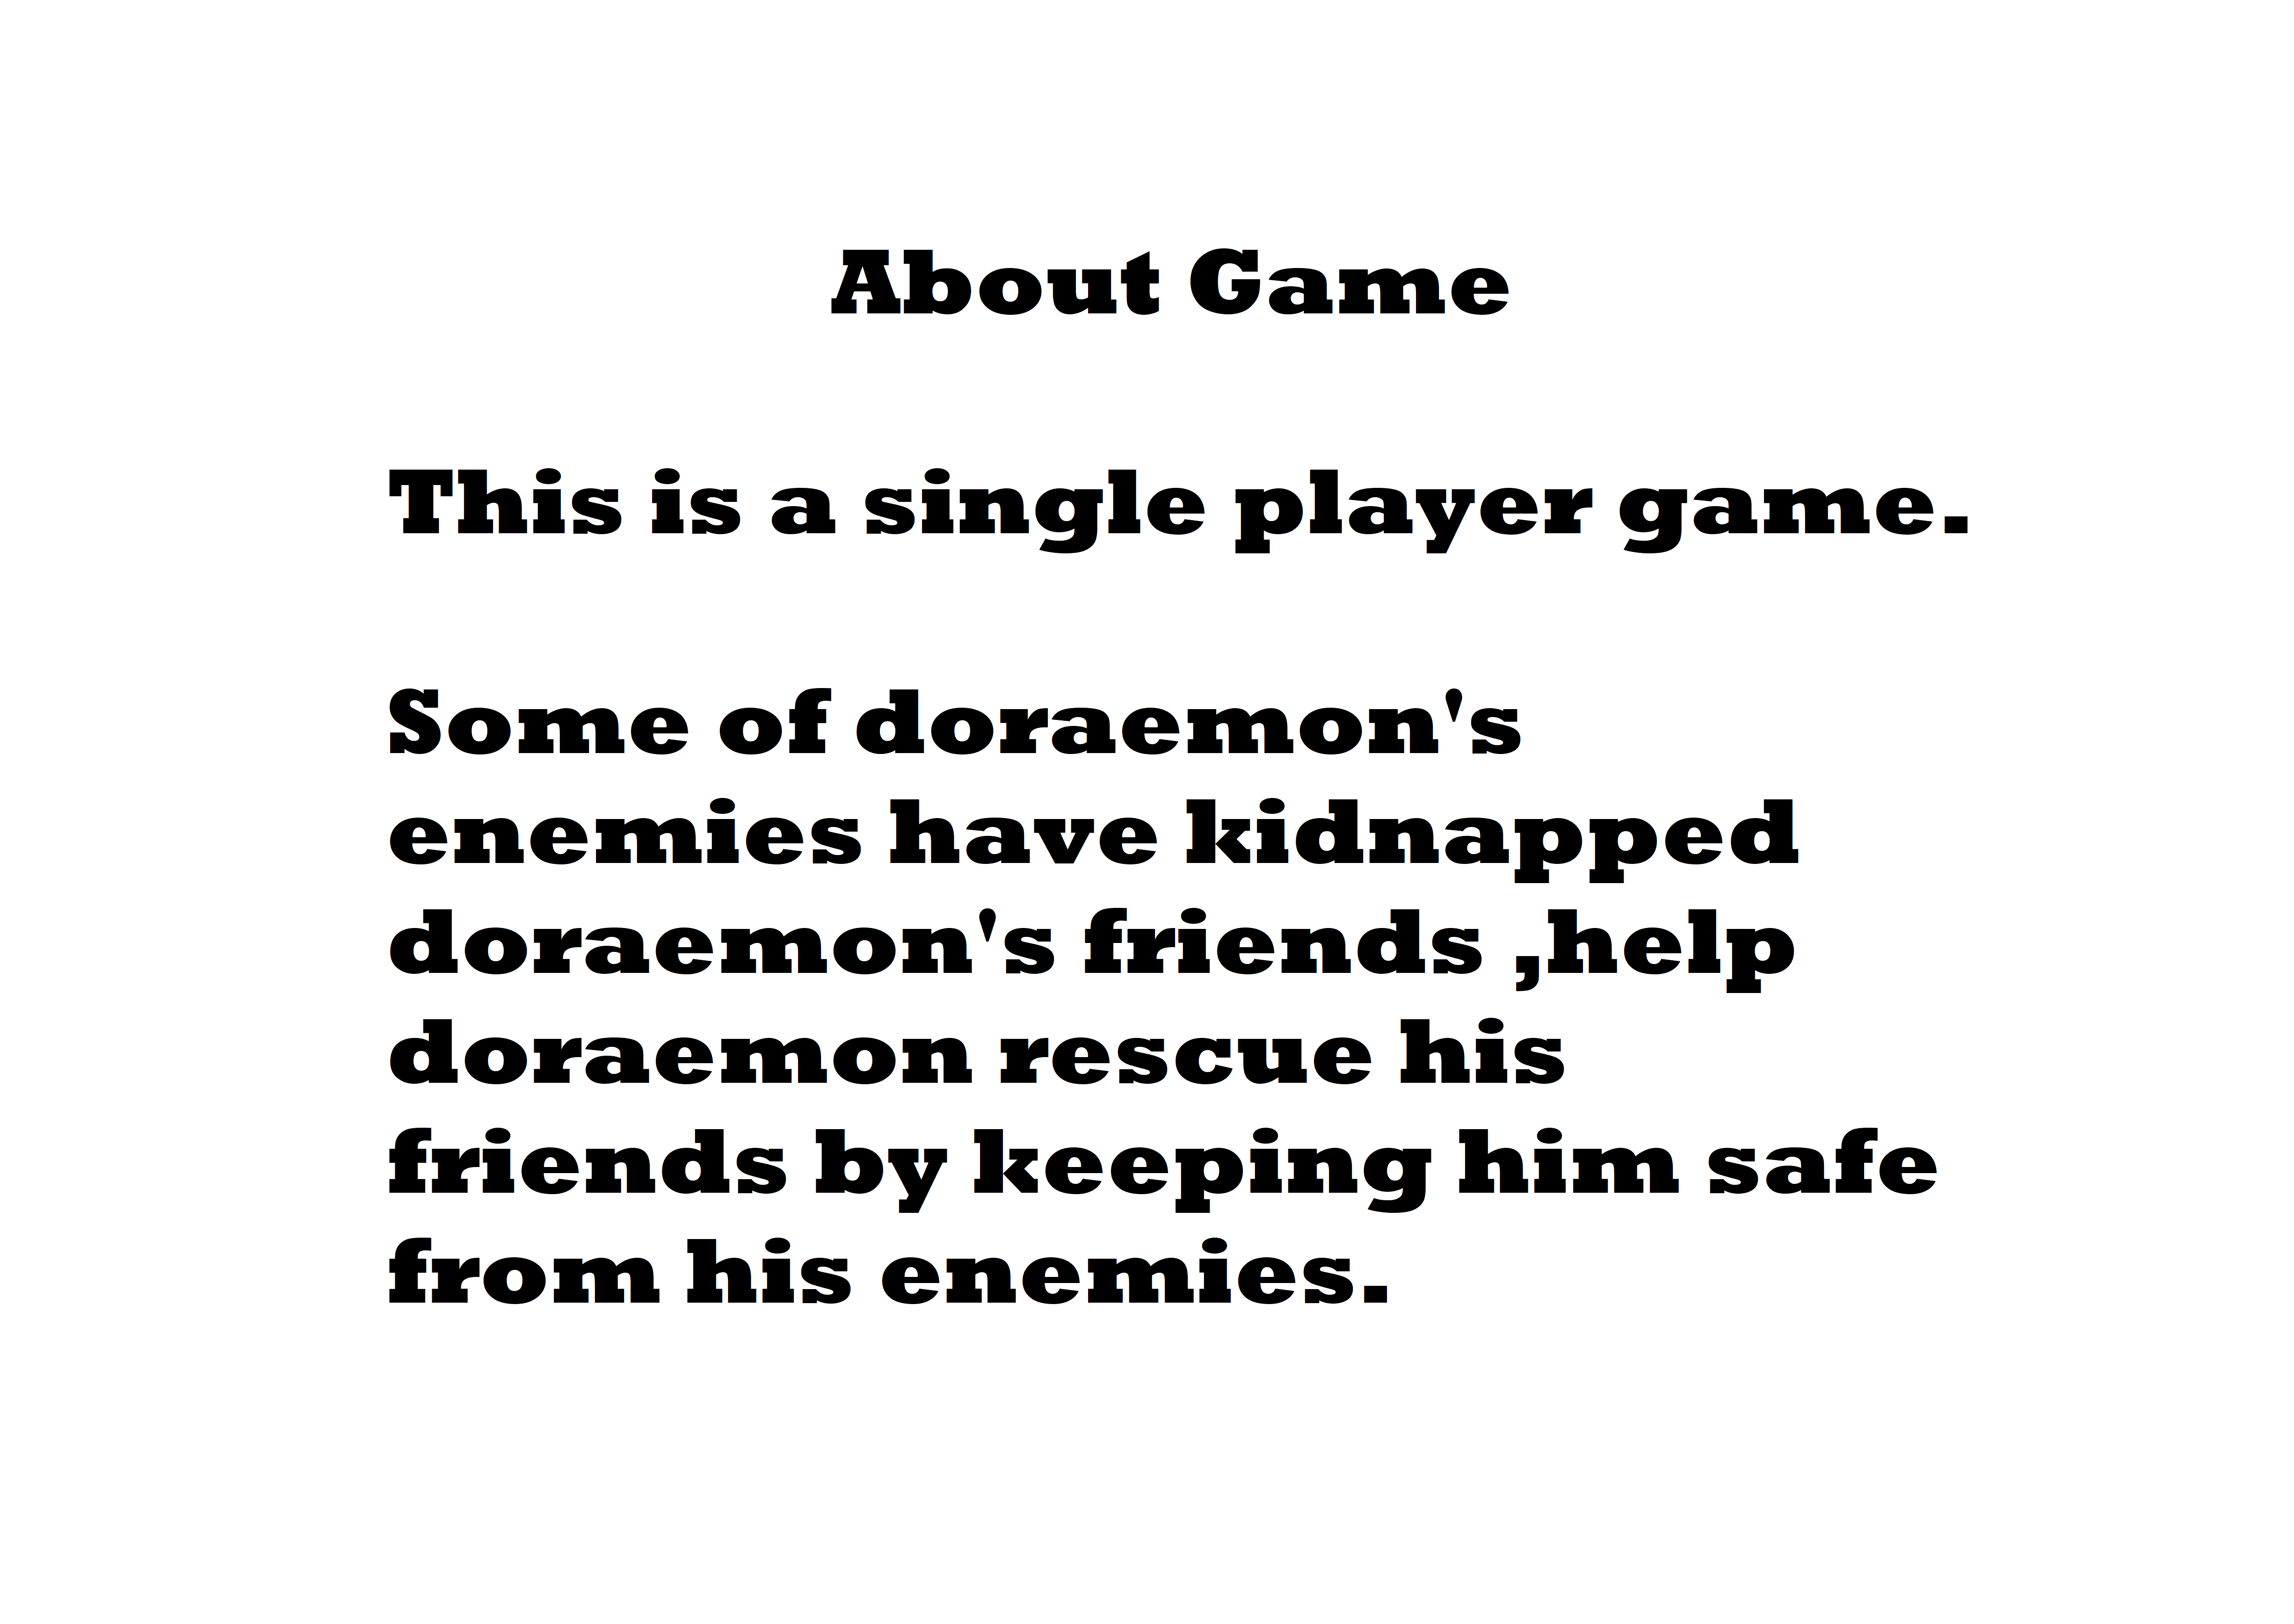 About Game
This is a single player game.
Some of doraemon's
enemies have kidnapped
doraemon's friends ,help
doraemon rescue his
friends by keeping him safe
from his enemies.